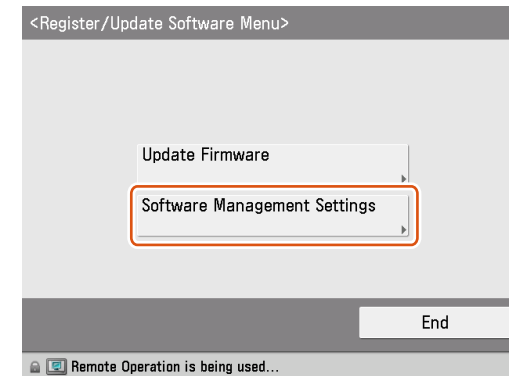 <Register/Update Software Menu>
Update Firmware
Software Management Settings
End
Remote Operation is being used...